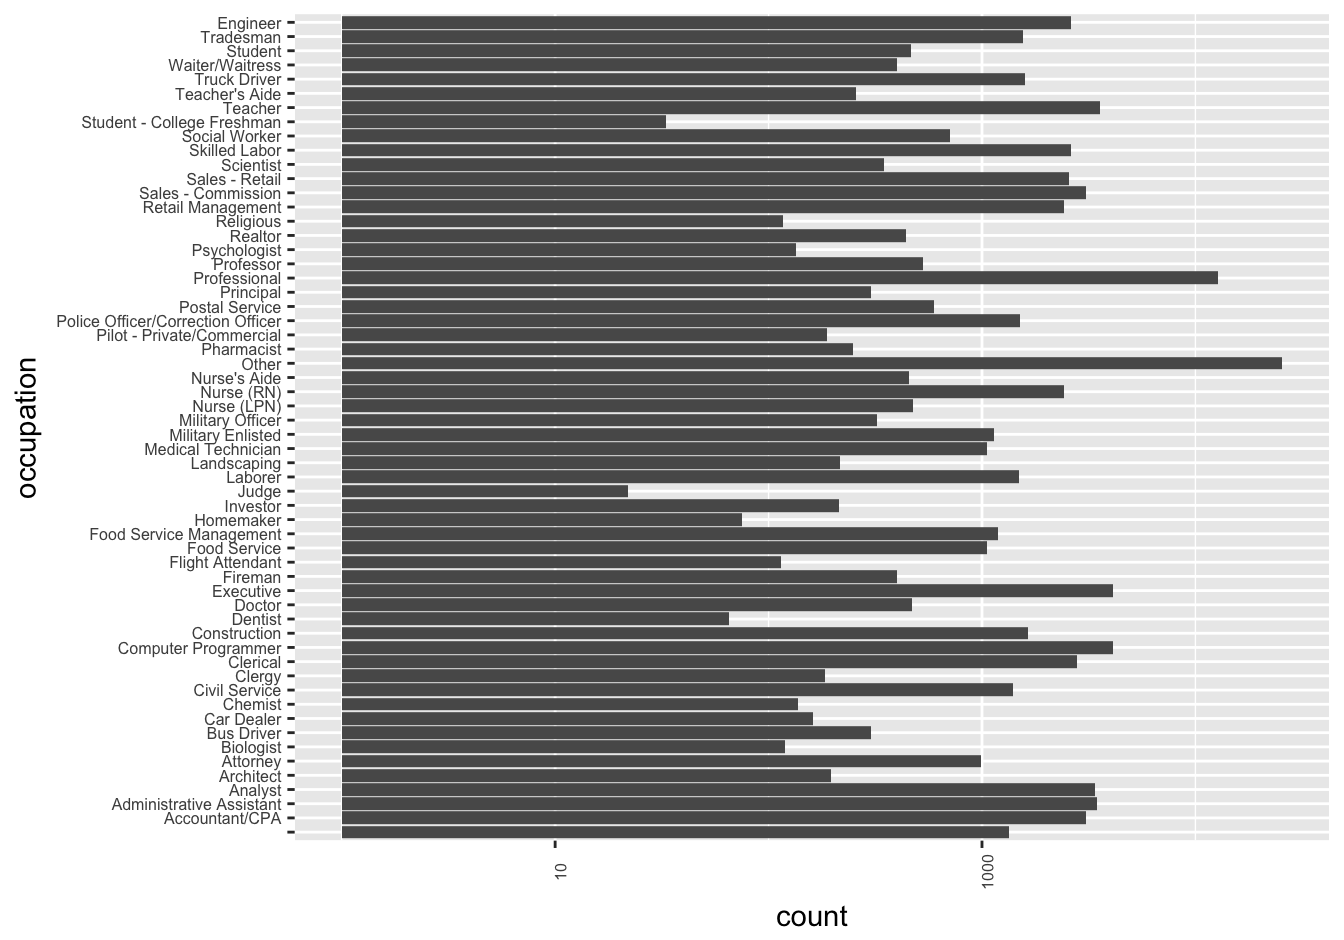 Engineer
Tradesman
Student
Waiter/Waitress
Truck Driver
Teacher's Aide
Teacher
Student - College Freshman
Social Worker
Skilled Labor
Scientist
Sales - Retail
Sales - Commission
Retail Management
Religious
Realtor
Psychologist
Professor
Professional
Principal
Postal Service
Police Officer/Correction Officer
Pilot - Private/Commercial
Pharmacist
Other
Nurse's Aide
Nurse (RN)
Nurse (LPN)
Military Officer
Military Enlisted
Medical Technician
Landscaping
Laborer
Judge
Investor
Homemaker
Food Service Management
Food Service
Flight Attendant
Fireman
Executive
Doctor
Dentist
Construction
Computer Programmer
Clerical
Clergy
Civil Service
Chemist
Car Dealer
Bus Driver
Biologist
Attorney
Architect
Analyst
Administrative Assistant
Accountant/CPA
occupation
10
1000
count